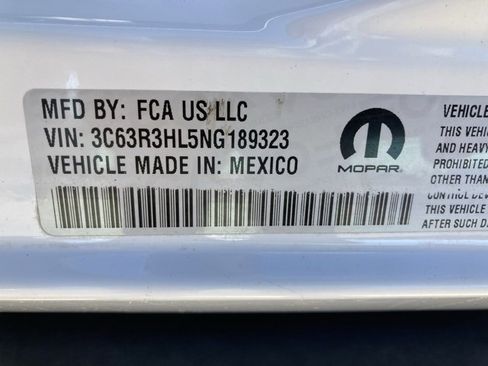 MFD BY: FCA US LLC
VIN: 3C63R3HL5NG189323
VEHICLE MADE IN: MEXICO
MOPAR
VEHICLE
THIS VEHI
AND HEAVY
PROHIBITED
OTHER THAN
CONTROL DEV
THIS VEHICLE
AFTER SUCH D